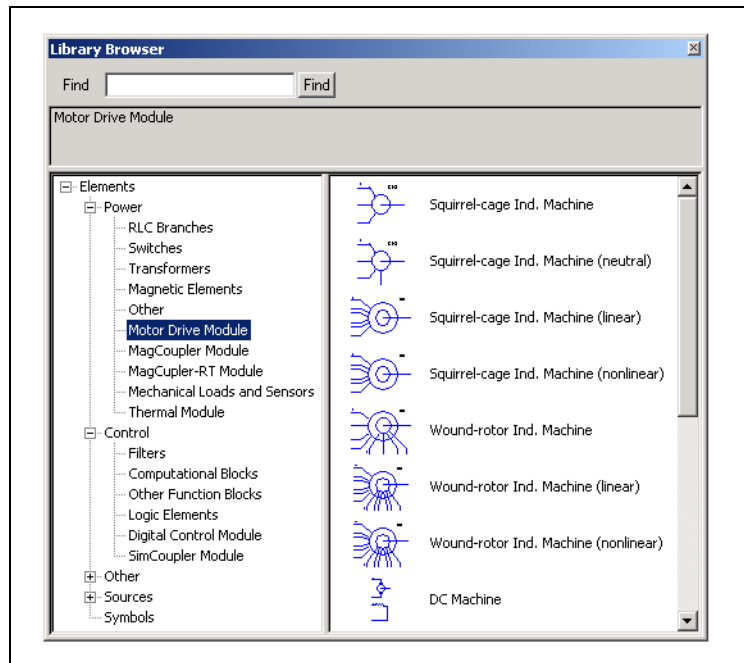 Library Browser
Find Find
Motor Drive Module
Elements
Power
RLC Branches
Switches
Transformers
Magnetic Elements
Other
Motor Drive Module
MagCoupler Module
MagCupler-RT Module
Mechanical Loads and Sensors
Thermal Module
Control
Filters
Computational Blocks
Other Function Blocks
Logic Elements
Digital Control Module
SimCoupler Module
Other
Sources
Symbols
Squirrel-cage Ind. Machine
Squirrel-cage Ind. Machine (neutral)
Squirrel-cage Ind. Machine (linear)
Squirrel-cage Ind. Machine (nonlinear)
Wound-rotor Ind. Machine
Wound-rotor Ind. Machine (linear)
Wound-rotor Ind. Machine (nonlinear)
DC Machine